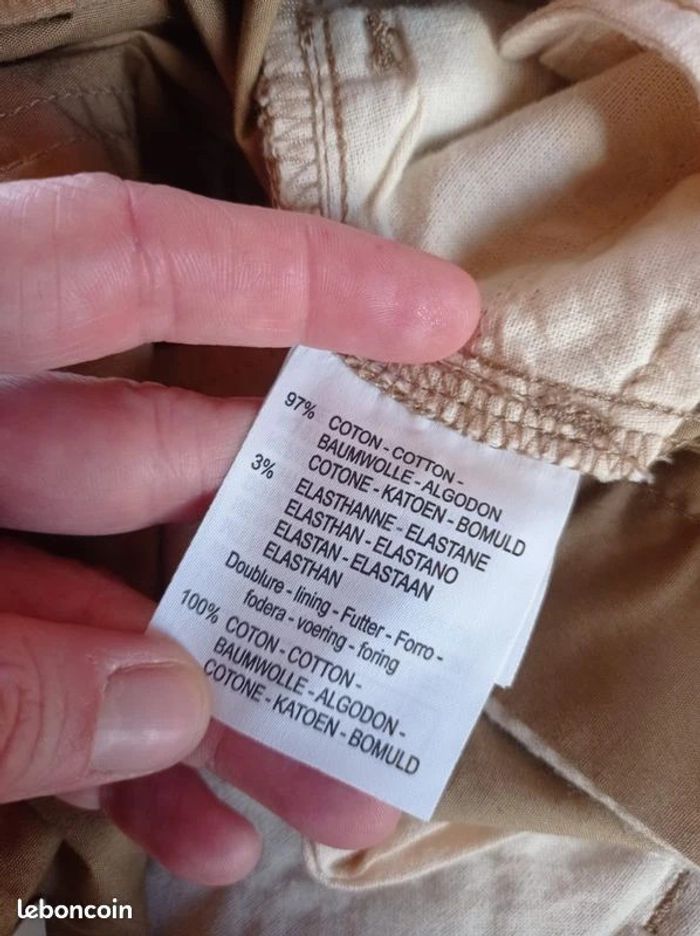 97% COTON - COTTON -
BAUMWOLLE - ALGODON
COTONE - KATOEN - BOMULD
3% ELASTHANNE - ELASTANE
ELASTHAN - ELASTANO
ELASTAN - ELASTAAN
ELASTHAN
Doublure - lining - Futter - Forro -
fodera - voering - foring
100% COTON - COTTON -
BAUMWOLLE - ALGODON -
COTONE - KATOEN - BOMULD
leboncoin